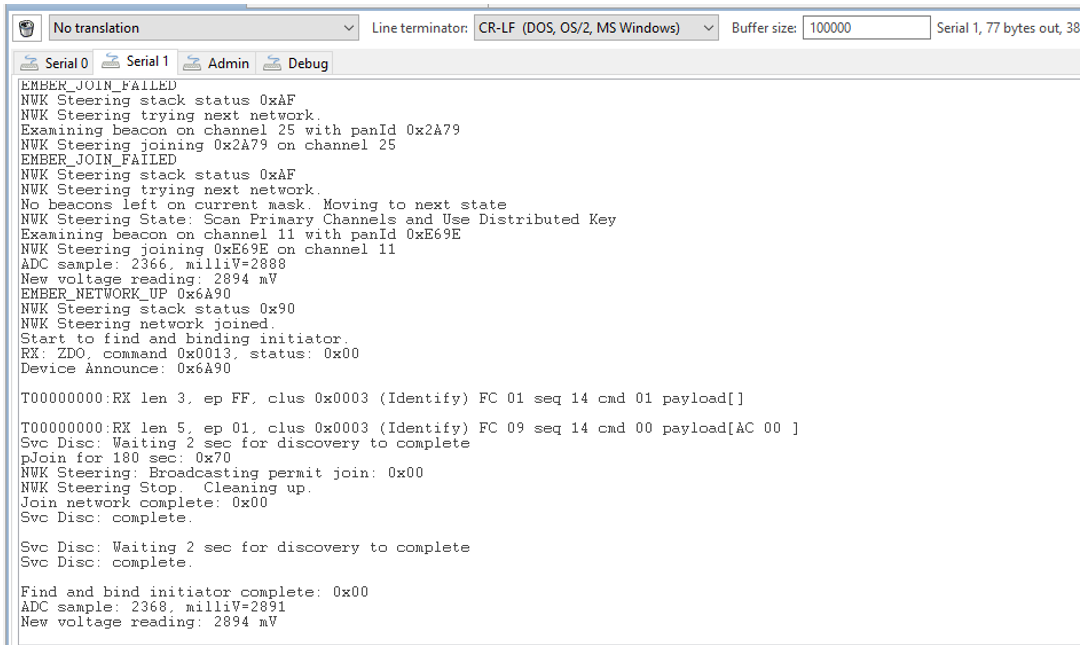 No translation
Line terminator: CR-LF (DOS, OS/2, MS Windows)
Buffer size: 100000
Serial 1, 77 bytes out, 38
Serial 0 Serial 1 Admin Debug
EMBER_JOIN_FAILED
NWK Steering stack status 0xAF
NWK Steering trying next network.
Examining beacon on channel 25 with panId 0x2A79
NWK Steering joining 0x2A79 on channel 25
EMBER_JOIN_FAILED
NWK Steering stack status 0xAF
NWK Steering trying next network.
No beacons left on current mask. Moving to next state
NWK Steering State: Scan Primary Channels and Use Distributed Key
Examining beacon on channel 11 with panId 0xE69E
NWK Steering joining 0xE69E on channel 11
ADC sample: 2366, milliV=2888
New voltage reading: 2894 mV
EMBER_NETWORK_UP 0x6A90
NWK Steering stack status 0x90
NWK Steering network joined.
Start to find and binding initiator.
RX: ZDO, command 0x0013, status: 0x00
Device Announce: 0x6A90
T00000000:RX len 3, ep FF, clus 0x0003 (Identify) FC 01 seq 14 cmd 01 payload[]
T00000000:RX len 5, ep 01, clus 0x0003 (Identify) FC 09 seq 14 cmd 00 payload[AC 00 ]
Svc Disc: Waiting 2 sec for discovery to complete
pJoin for 180 sec: 0x70
NWK Steering: Broadcasting permit join: 0x00
NWK Steering Stop.  Cleaning up.
Join network complete: 0x00
Svc Disc: complete.
Svc Disc: Waiting 2 sec for discovery to complete
Svc Disc: complete.
Find and bind initiator complete: 0x00
ADC sample: 2368, milliV=2891
New voltage reading: 2894 mV